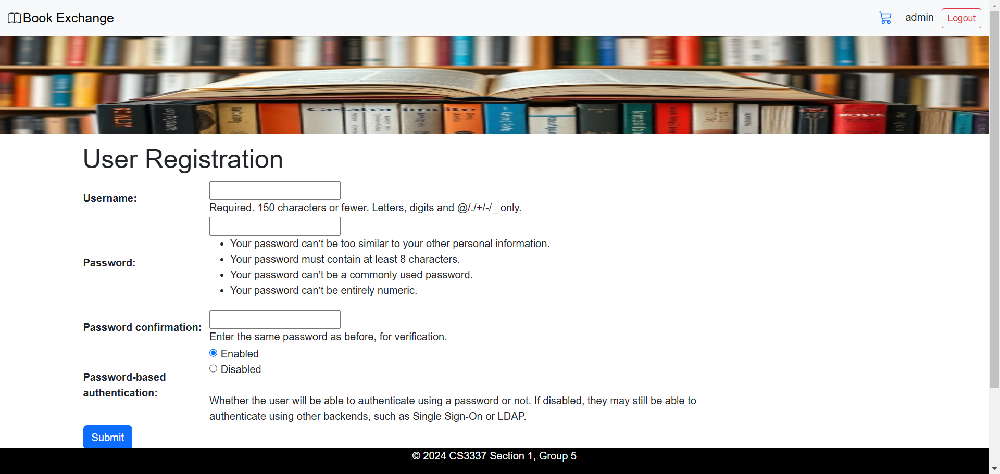 Book Exchange
admin
Logout
User Registration
Username:
Required. 150 characters or fewer. Letters, digits and @/./+/-/_ only.
Password:
Your password can’t be too similar to your other personal information.
Your password must contain at least 8 characters.
Your password can’t be a commonly used password.
Your password can’t be entirely numeric.
Password confirmation:
Enter the same password as before, for verification.
Enabled
Disabled
Password-based
authentication:
Whether the user will be able to authenticate using a password or not. If disabled, they may still be able to
authenticate using other backends, such as Single Sign-On or LDAP.
Submit
© 2024 CS3337 Section 1, Group 5